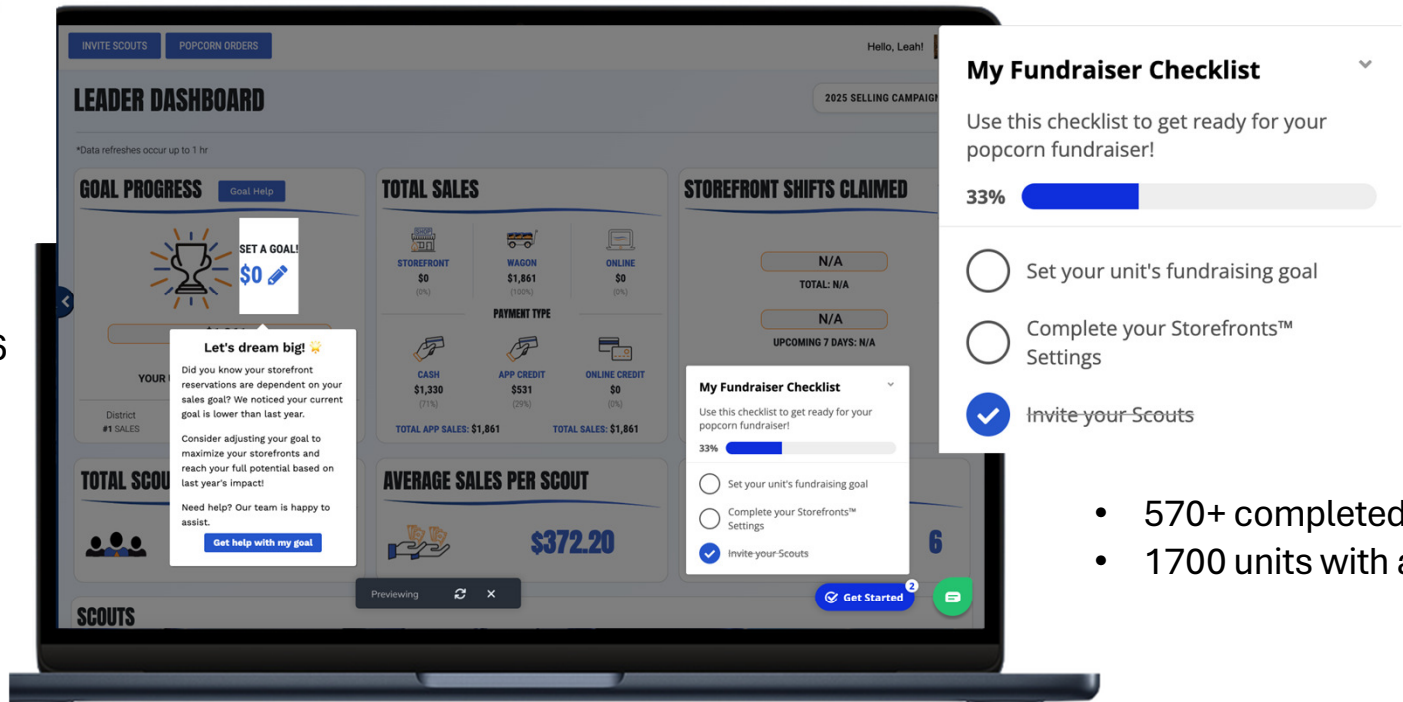 INVITE SCOUTS
POPCORN ORDERS
Hello, Leah!
LEADER DASHBOARD
2025 SELLING CAMPAIGN
*Data refreshes occur up to 1 hr
GOAL PROGRESS
Goal Help
SET A GOAL!
$0
6
YOUR
District
#1 SALES
Let's dream big!
Did you know your storefront
reservations are dependent on your
sales goal? We noticed your current
goal is lower than last year.
Consider adjusting your goal to
maximize your storefronts and
reach your full potential based on
last year's impact!
Need help? Our team is happy to
assist.
Get help with my goal
TOTAL SALES
STOREFRONT
$0
(0%)
WAGON
$1,861
(100%)
ONLINE
$0
(0%)
PAYMENT TYPE
CASH
$1,330
(71%)
APP CREDIT
$531
(29%)
ONLINE CREDIT
$0
(0%)
TOTAL APP SALES: $1,861
TOTAL SALES: $1,861
STOREFRONT SHIFTS CLAIMED
N/A
TOTAL: N/A
N/A
UPCOMING 7 DAYS: N/A
My Fundraiser Checklist
Use this checklist to get ready for your
popcorn fundraiser!
33%
Set your unit's fundraising goal
Complete your Storefronts™
Settings
Invite your Scouts
TOTAL SCOU
AVERAGE SALES PER SCOUT
$372.20
6
Previewing
Get Started
2
SCOUTS
My Fundraiser Checklist
Use this checklist to get ready for your
popcorn fundraiser!
33%
Set your unit's fundraising goal
Complete your Storefronts™
Settings
Invite your Scouts
• 570+ completed
• 1700 units with a